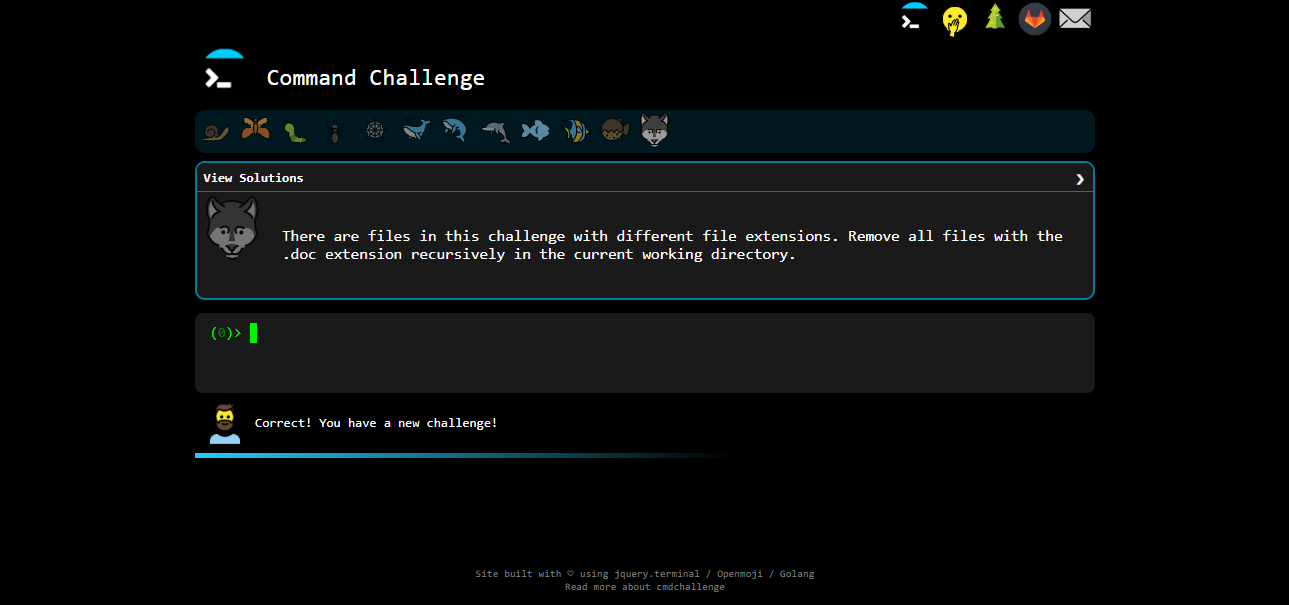 Command Challenge
View Solutions
There are files in this challenge with different file extensions. Remove all files with the
.doc extension recursively in the current working directory.
(0)>
Correct! You have a new challenge!
Site built with ♡ using jquery.terminal / Openmoji / Golang
Read more about cmdchallenge